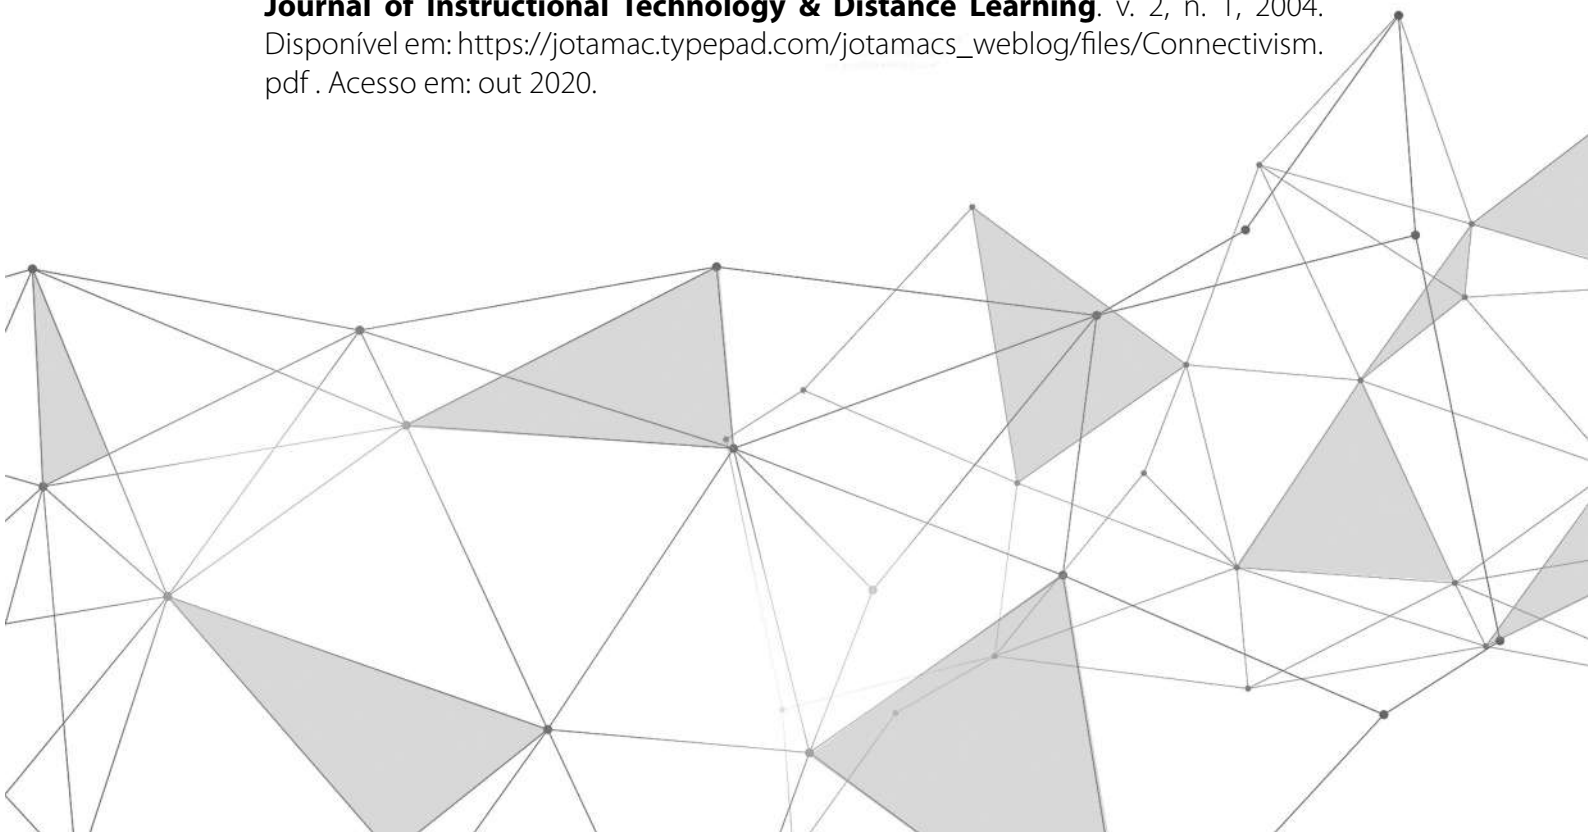 Journal of Instructional Technology & Distance Learning. v. 2, n. 1, 2004.
Disponível em: https://jotamac.typepad.com/jotamacs_weblog/files/Connectivism.
pdf . Acesso em: out 2020.